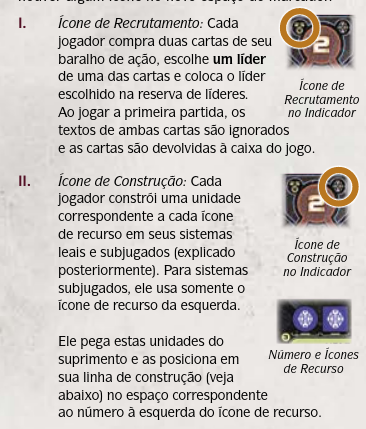 I. Ícone de Recrutamento: Cada
jogador compra duas cartas de seu
baralho de ação, escolhe um líder
de uma das cartas e coloca o líder
escolhido na reserva de líderes.
Ao jogar a primeira partida, os
textos de ambas cartas são ignorados
e as cartas são devolvidas à caixa do jogo.
2
Ícone de
Recrutamento
no Indicador
II. Ícone de Construção: Cada
jogador constrói uma unidade
correspondente a cada ícone
de recurso em seus sistemas
leais e subjugados (explicado
posteriormente). Para sistemas
subjugados, ele usa somente o
ícone de recurso da esquerda.
2
Ícone de
Construção
no Indicador
Ele pega estas unidades do
suprimento e as posiciona em
sua linha de construção (veja
abaixo) no espaço correspondente
ao número à esquerda do ícone de recurso.
Número e Ícones
de Recurso